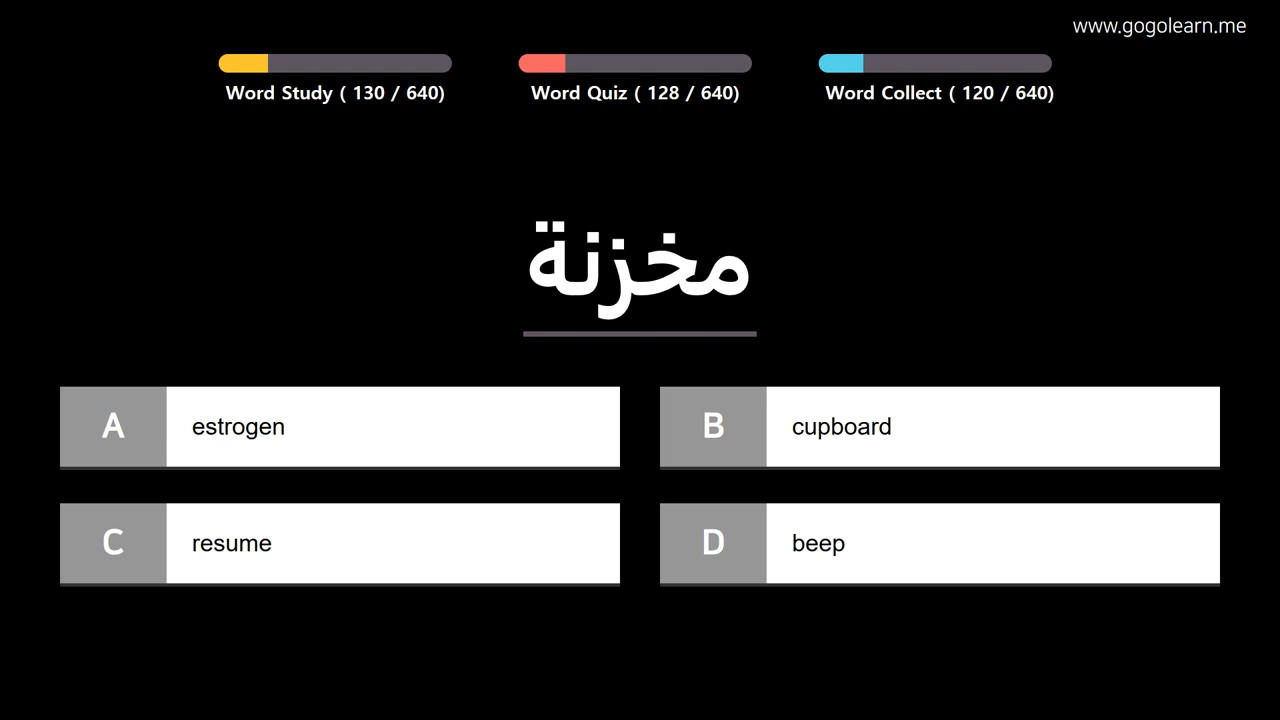 www.gogolearn.me
Word Study ( 130 / 640)
Word Quiz ( 128 / 640)
Word Collect ( 120 / 640)
مخزنة
A estrogen
B cupboard
C resume
D beep